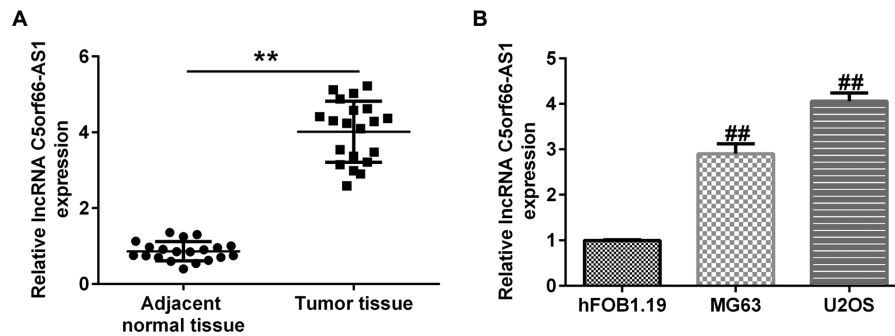 A
Relative lncRNA C5orf66-AS1
expression
6
4
2
0
**
Adjacent
normal tissue
Tumor tissue
B
Relative lncRNA C5orf66-AS1
expression
5
4
3
2
1
0
##
##
hFOB1.19
MG63
U2OS